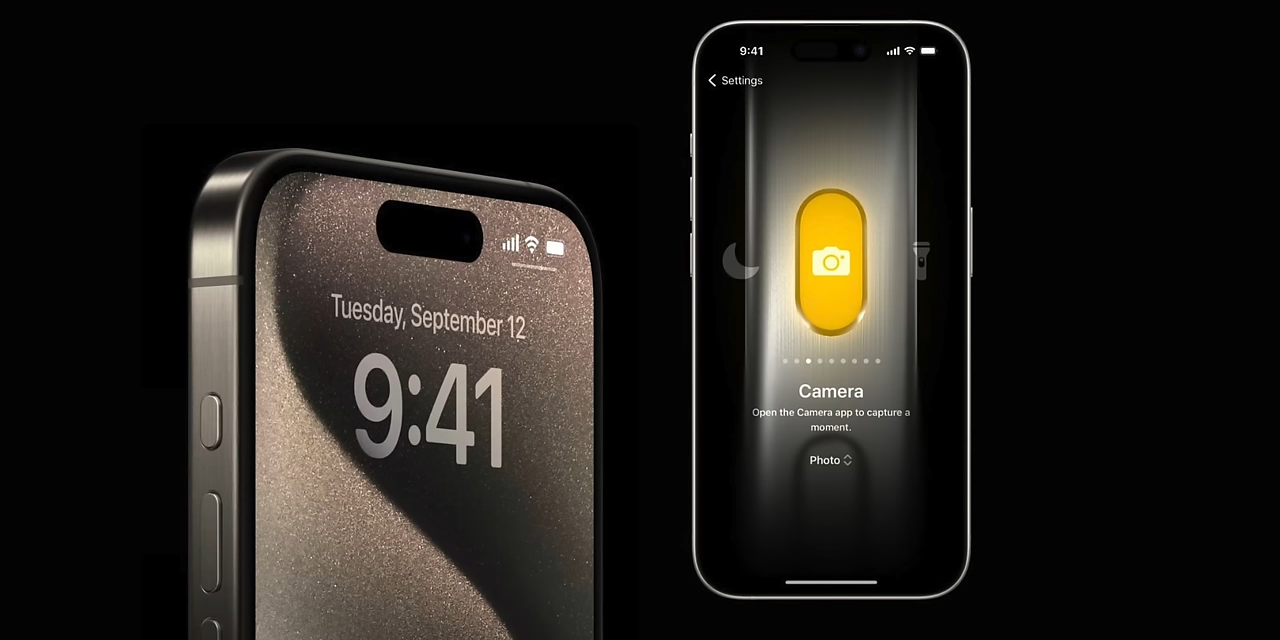 Tuesday, September 12
9:41
9:41
Settings
Camera
Open the Camera app to capture a
moment.
Photo